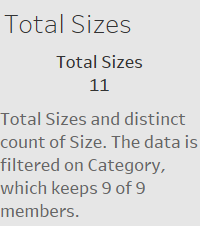 Total Sizes
Total Sizes
11
Total Sizes and distinct
count of Size. The data is
filtered on Category,
which keeps 9 of 9
members.